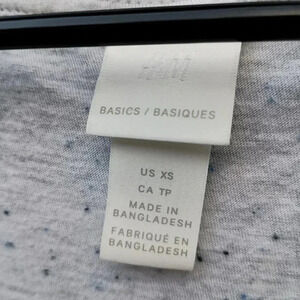 H&M
BASICS / BASIQUES
US XS
CA TP
MADE IN
BANGLADESH
FABRIQUÉ EN
BANGLADESH